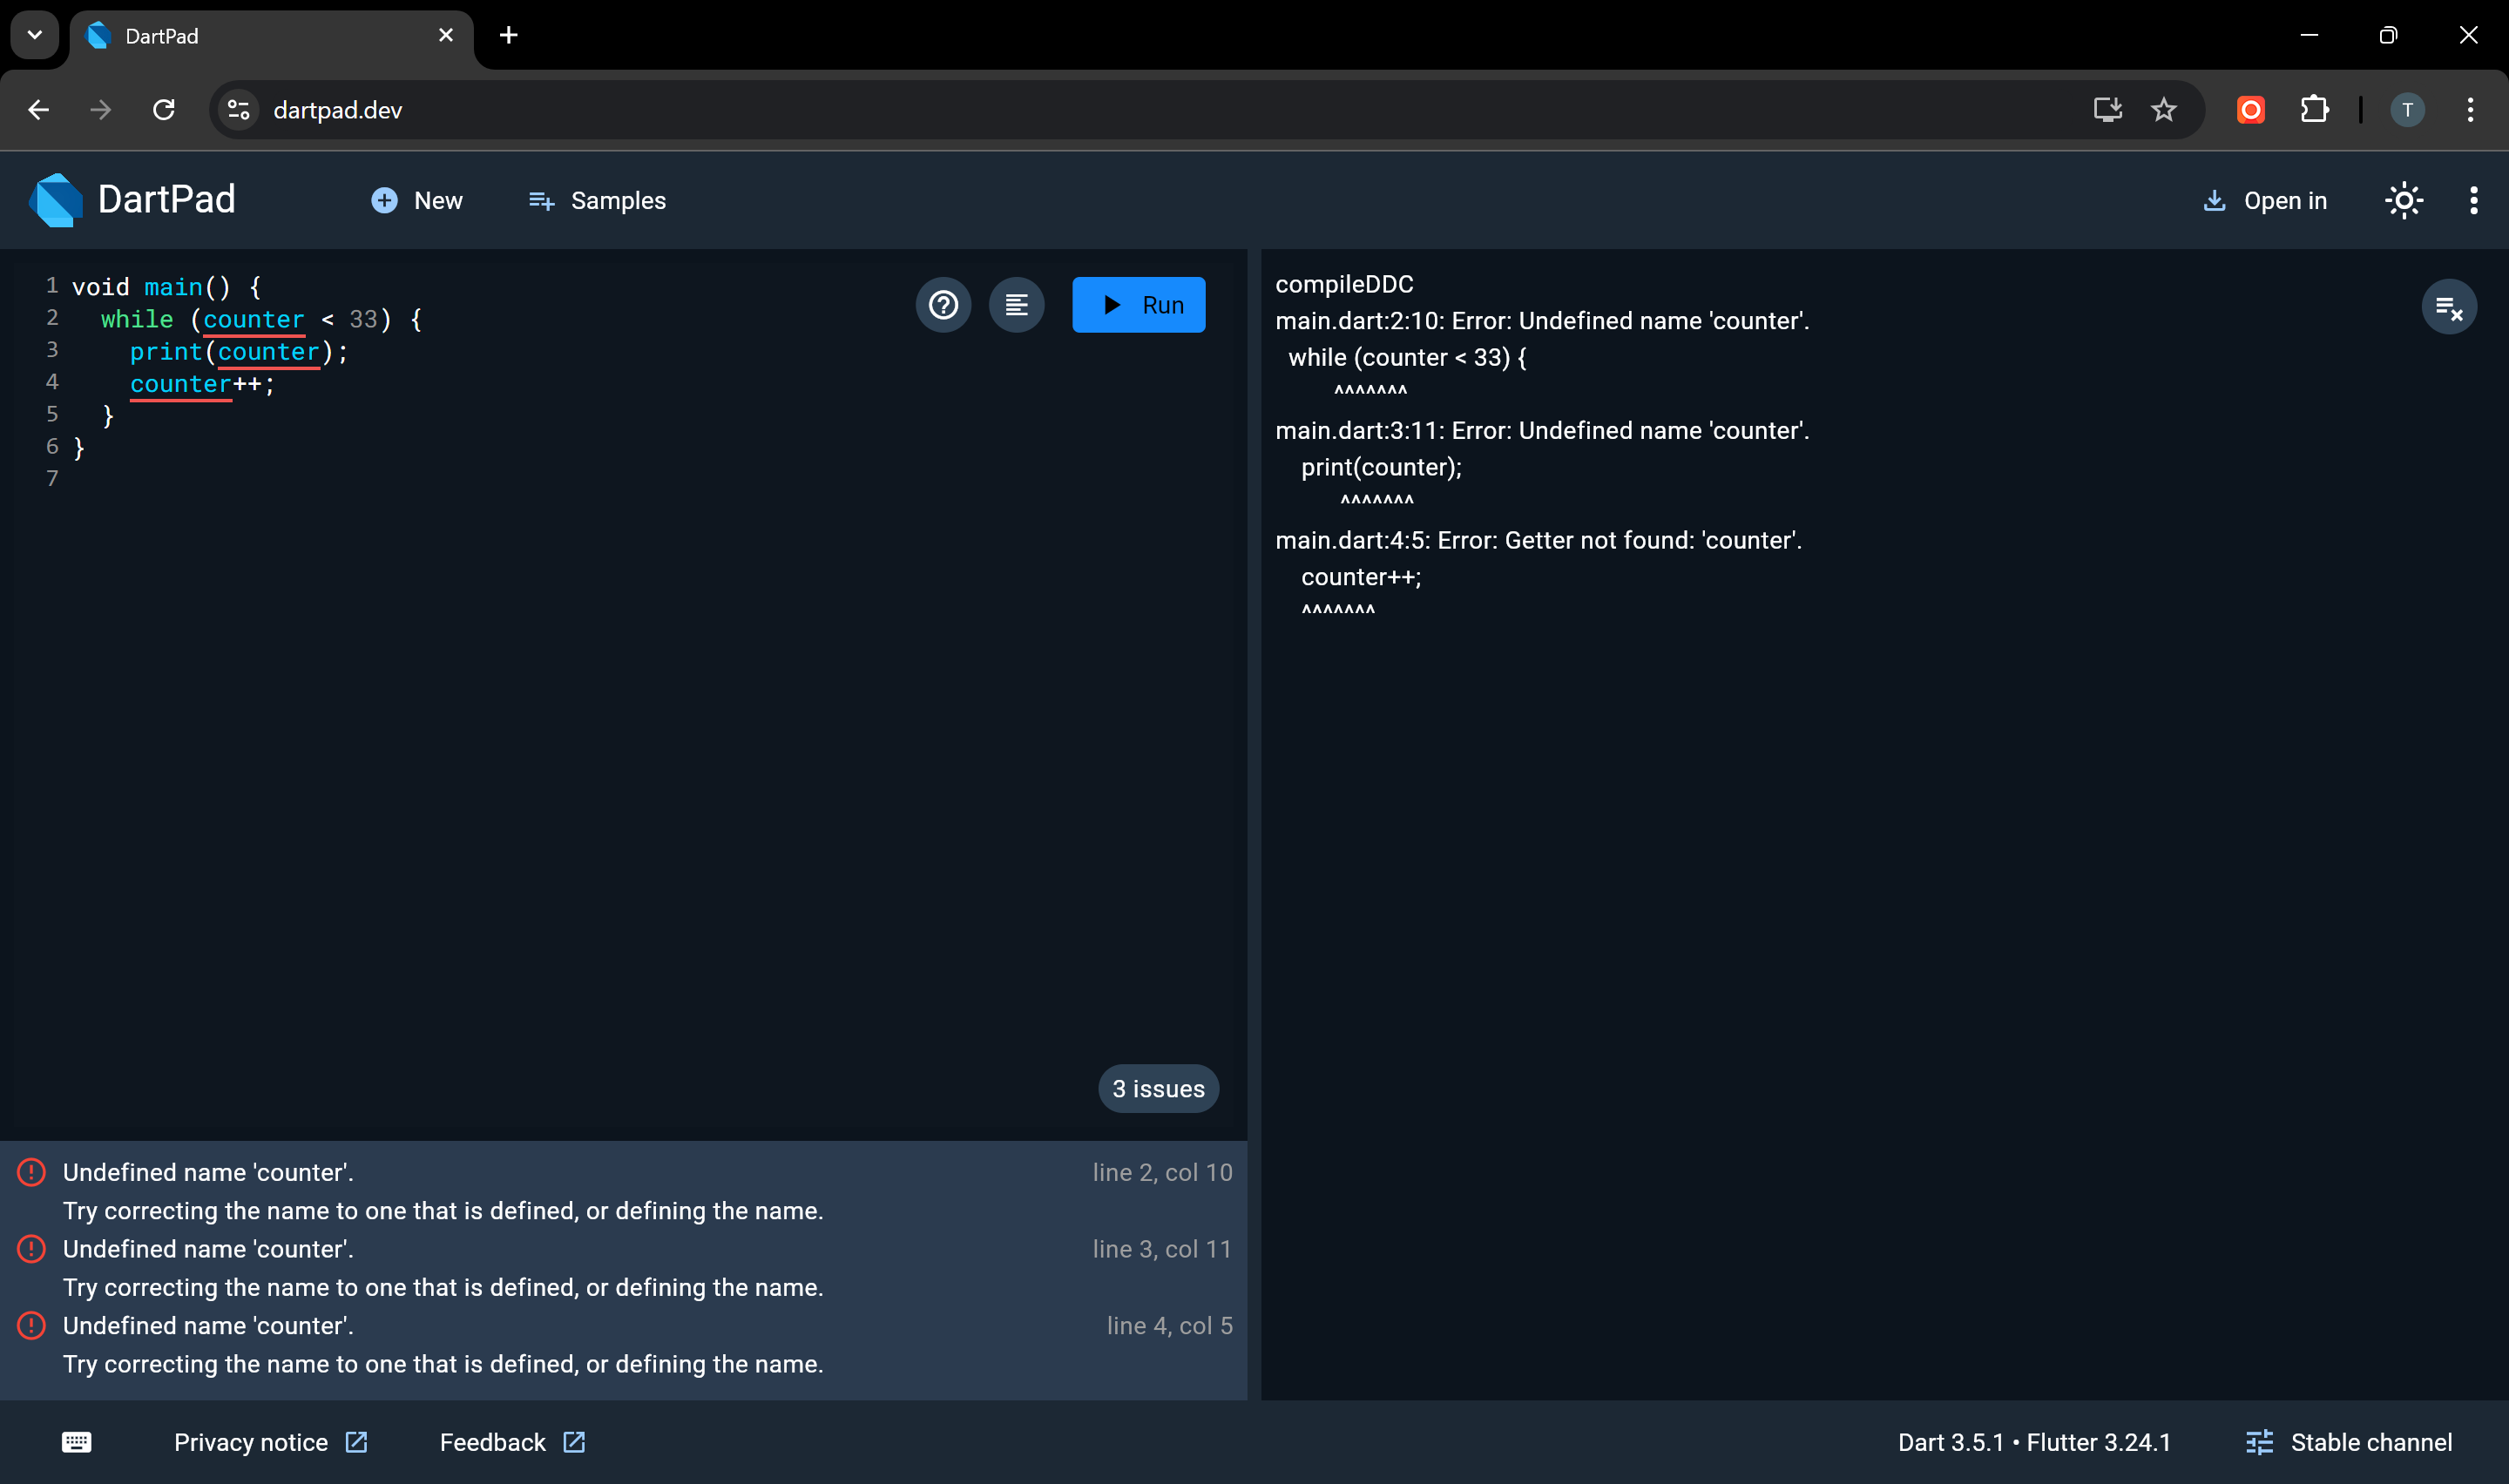 DartPad
dartpad.dev
T
DartPad
New
Samples
Open in
1 void main() {
2 while (counter < 33) {
3 print(counter);
4 counter++;
5 }
6 }
7
Run
3 issues
Undefined name 'counter'. line 2, col 10
Try correcting the name to one that is defined, or defining the name.
Undefined name 'counter'. line 3, col 11
Try correcting the name to one that is defined, or defining the name.
Undefined name 'counter'. line 4, col 5
Try correcting the name to one that is defined, or defining the name.
compileDDC
main.dart:2:10: Error: Undefined name 'counter'.
while (counter < 33) {
^^^^^^^
main.dart:3:11: Error: Undefined name 'counter'.
print(counter);
^^^^^^^
main.dart:4:5: Error: Getter not found: 'counter'.
counter++;
^^^^^^^
Privacy notice
Feedback
Dart 3.5.1 • Flutter 3.24.1
Stable channel